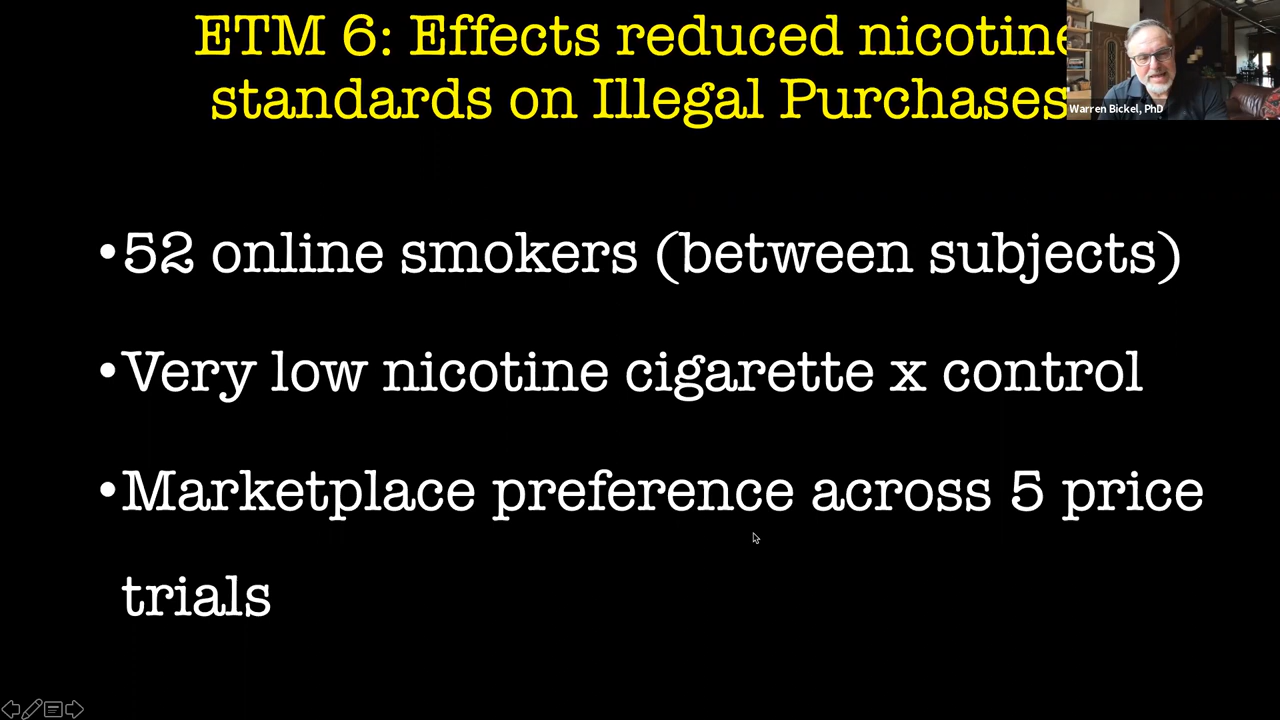 ETM 6: Effects reduced nicotine
standards on Illegal Purchases
Warren Bickel, PhD
•52 online smokers (between subjects)
•Very low nicotine cigarette x control
•Marketplace preference across 5 price
trials